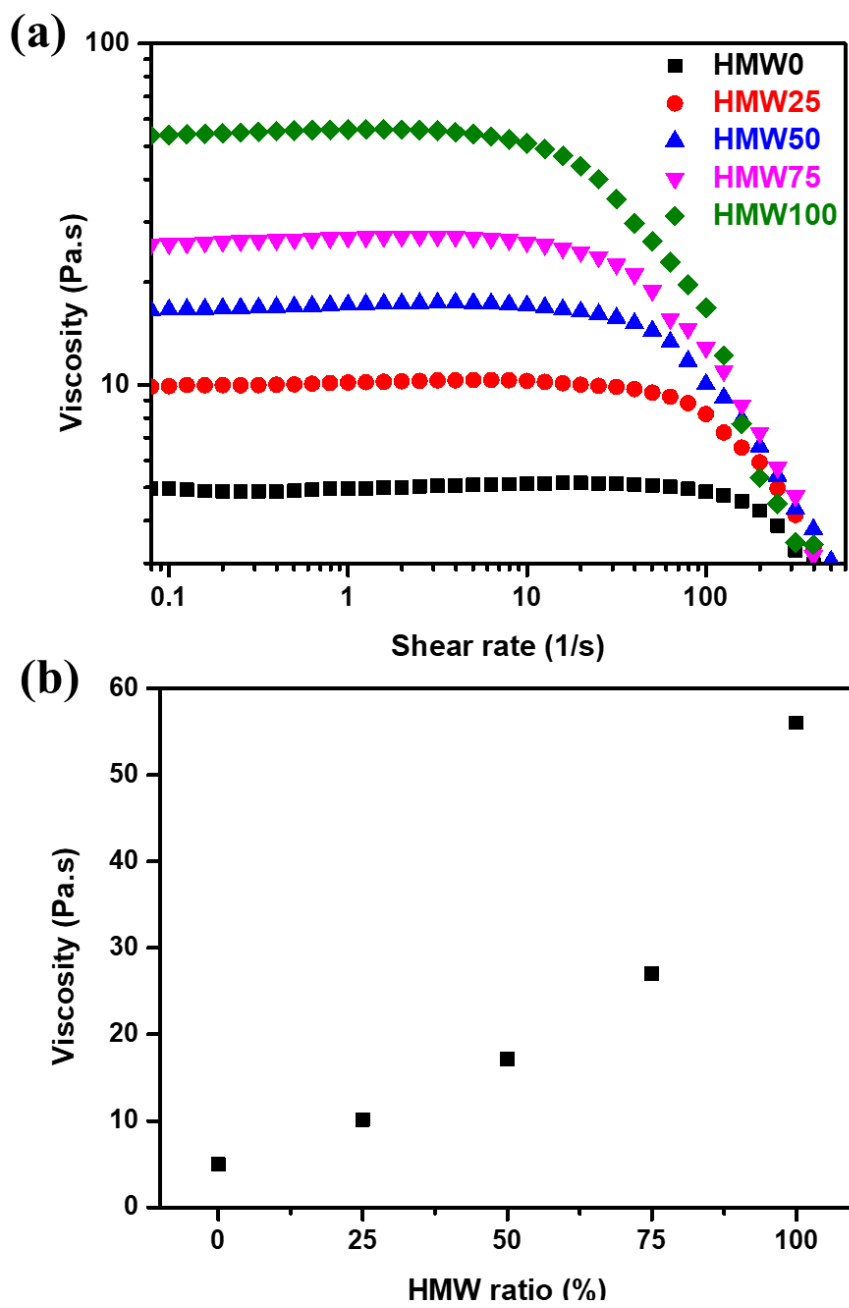 (a)
100
HMW0
HMW25
HMW50
HMW75
HMW100
Viscosity (Pa.s)
10
0.1 1 10 100
Shear rate (1/s)
(b)
60
50
40
30
20
10
0
Viscosity (Pa.s)
0 25 50 75 100
HMW ratio (%)